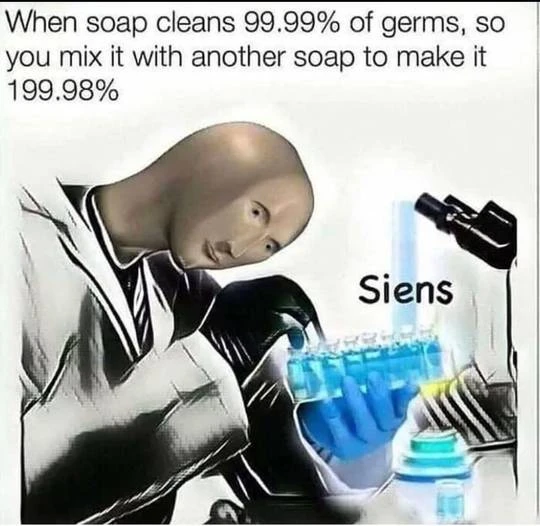 When soap cleans 99.99% of germs, so
you mix it with another soap to make it
199.98%
Siens